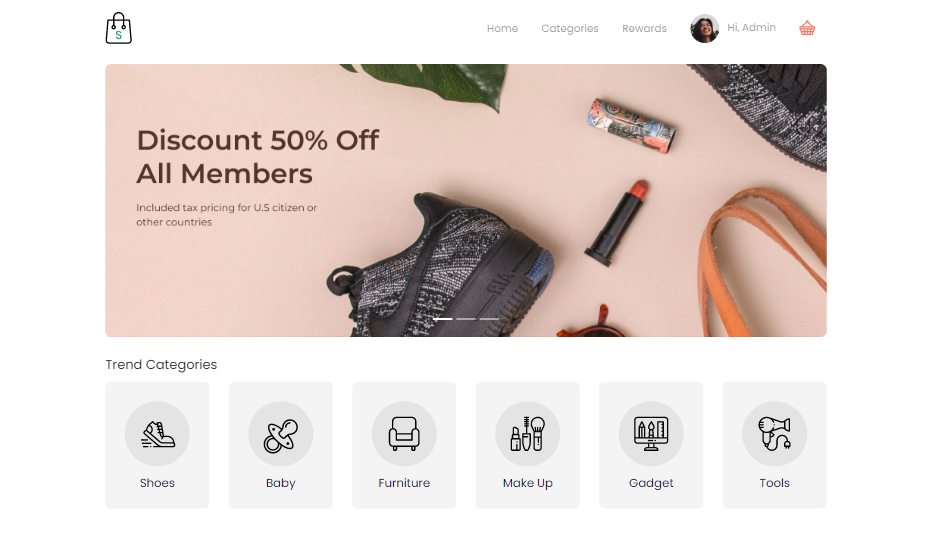 S
Home
Categories
Rewards
Hi, Admin
Discount 50% Off
All Members
Included tax pricing for U.S citizen or
other countries
Trend Categories
Shoes
Baby
Furniture
Make Up
Gadget
Tools